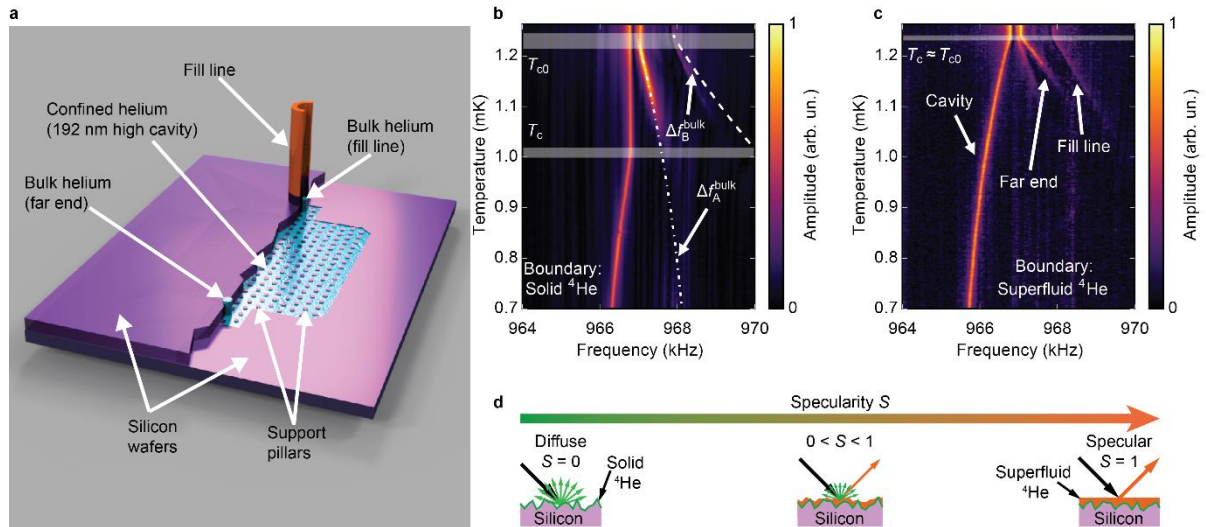 a
Fill line
Confined helium
(192 nm high cavity)
Bulk helium
(fill line)
Bulk helium
(far end)
Silicon
wafers
Support
pillars
b
1.2
1.1
1.0
0.9
0.8
0.7
Temperature (mK)
T_c0
T_c
Δf_B^bulk
Δf_A^bulk
Boundary:
Solid ⁴He
964
966
968
970
Frequency (kHz)
1
0
Amplitude (arb. un.)
c
1.2
1.1
1.0
0.9
0.8
0.7
Temperature (mK)
T_c ≈ T_c0
Cavity
Fill line
Far end
Boundary:
Superfluid ⁴He
964
966
968
970
Frequency (kHz)
1
0
Amplitude (arb. un.)
d
Specularity S
Diffuse
S = 0
Solid
⁴He
Silicon
0 < S < 1
Silicon
Specular
S = 1
Superfluid
⁴He
Silicon